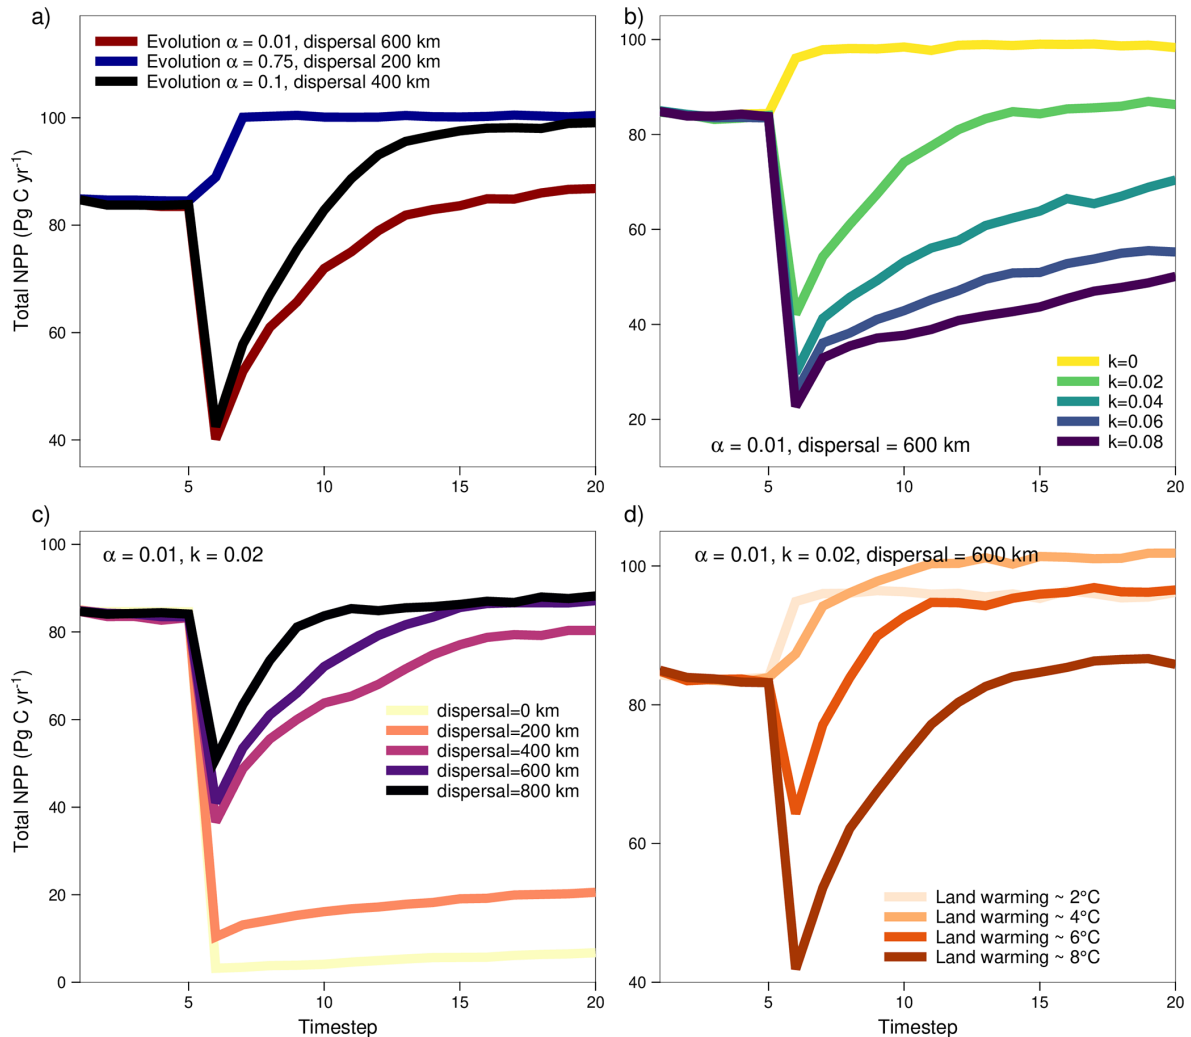 a)
Evolution α = 0.01, dispersal 600 km
Evolution α = 0.75, dispersal 200 km
Evolution α = 0.1, dispersal 400 km
Total NPP (Pg C yr⁻¹)
100
80
60
40
5
10
15
20
b)
100
80
60
40
20
k=0
k=0.02
k=0.04
k=0.06
k=0.08
α = 0.01, dispersal = 600 km
5
10
15
20
c)
α = 0.01, k = 0.02
Total NPP (Pg C yr⁻¹)
100
80
60
40
20
0
dispersal=0 km
dispersal=200 km
dispersal=400 km
dispersal=600 km
dispersal=800 km
5
10
15
20
Timestep
d)
α = 0.01, k = 0.02, dispersal = 600 km
100
80
60
40
Land warming ~ 2°C
Land warming ~ 4°C
Land warming ~ 6°C
Land warming ~ 8°C
5
10
15
20
Timestep